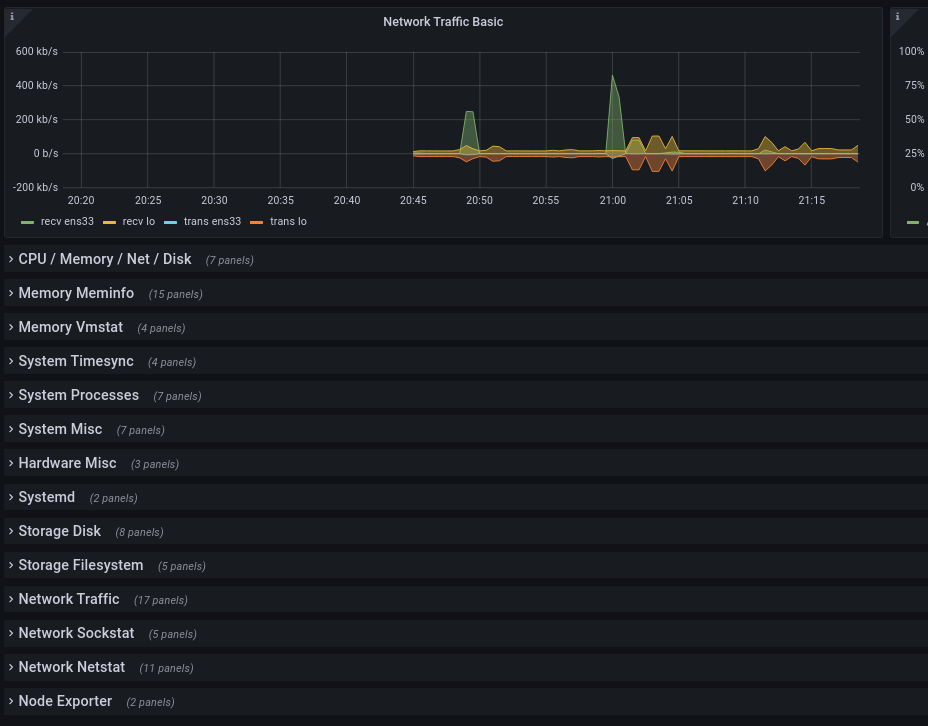 Network Traffic Basic
600 kb/s
400 kb/s
200 kb/s
0 b/s
-200 kb/s
20:20 20:25 20:30 20:35 20:40 20:45 20:50 20:55 21:00 21:05 21:10 21:15
recv ens33 recv lo trans ens33 trans lo
100%
75%
50%
25%
0%
CPU / Memory / Net / Disk (7 panels)
Memory Meminfo (15 panels)
Memory Vmstat (4 panels)
System Timesync (4 panels)
System Processes (7 panels)
System Misc (7 panels)
Hardware Misc (3 panels)
Systemd (2 panels)
Storage Disk (8 panels)
Storage Filesystem (5 panels)
Network Traffic (17 panels)
Network Sockstat (5 panels)
Network Netstat (11 panels)
Node Exporter (2 panels)